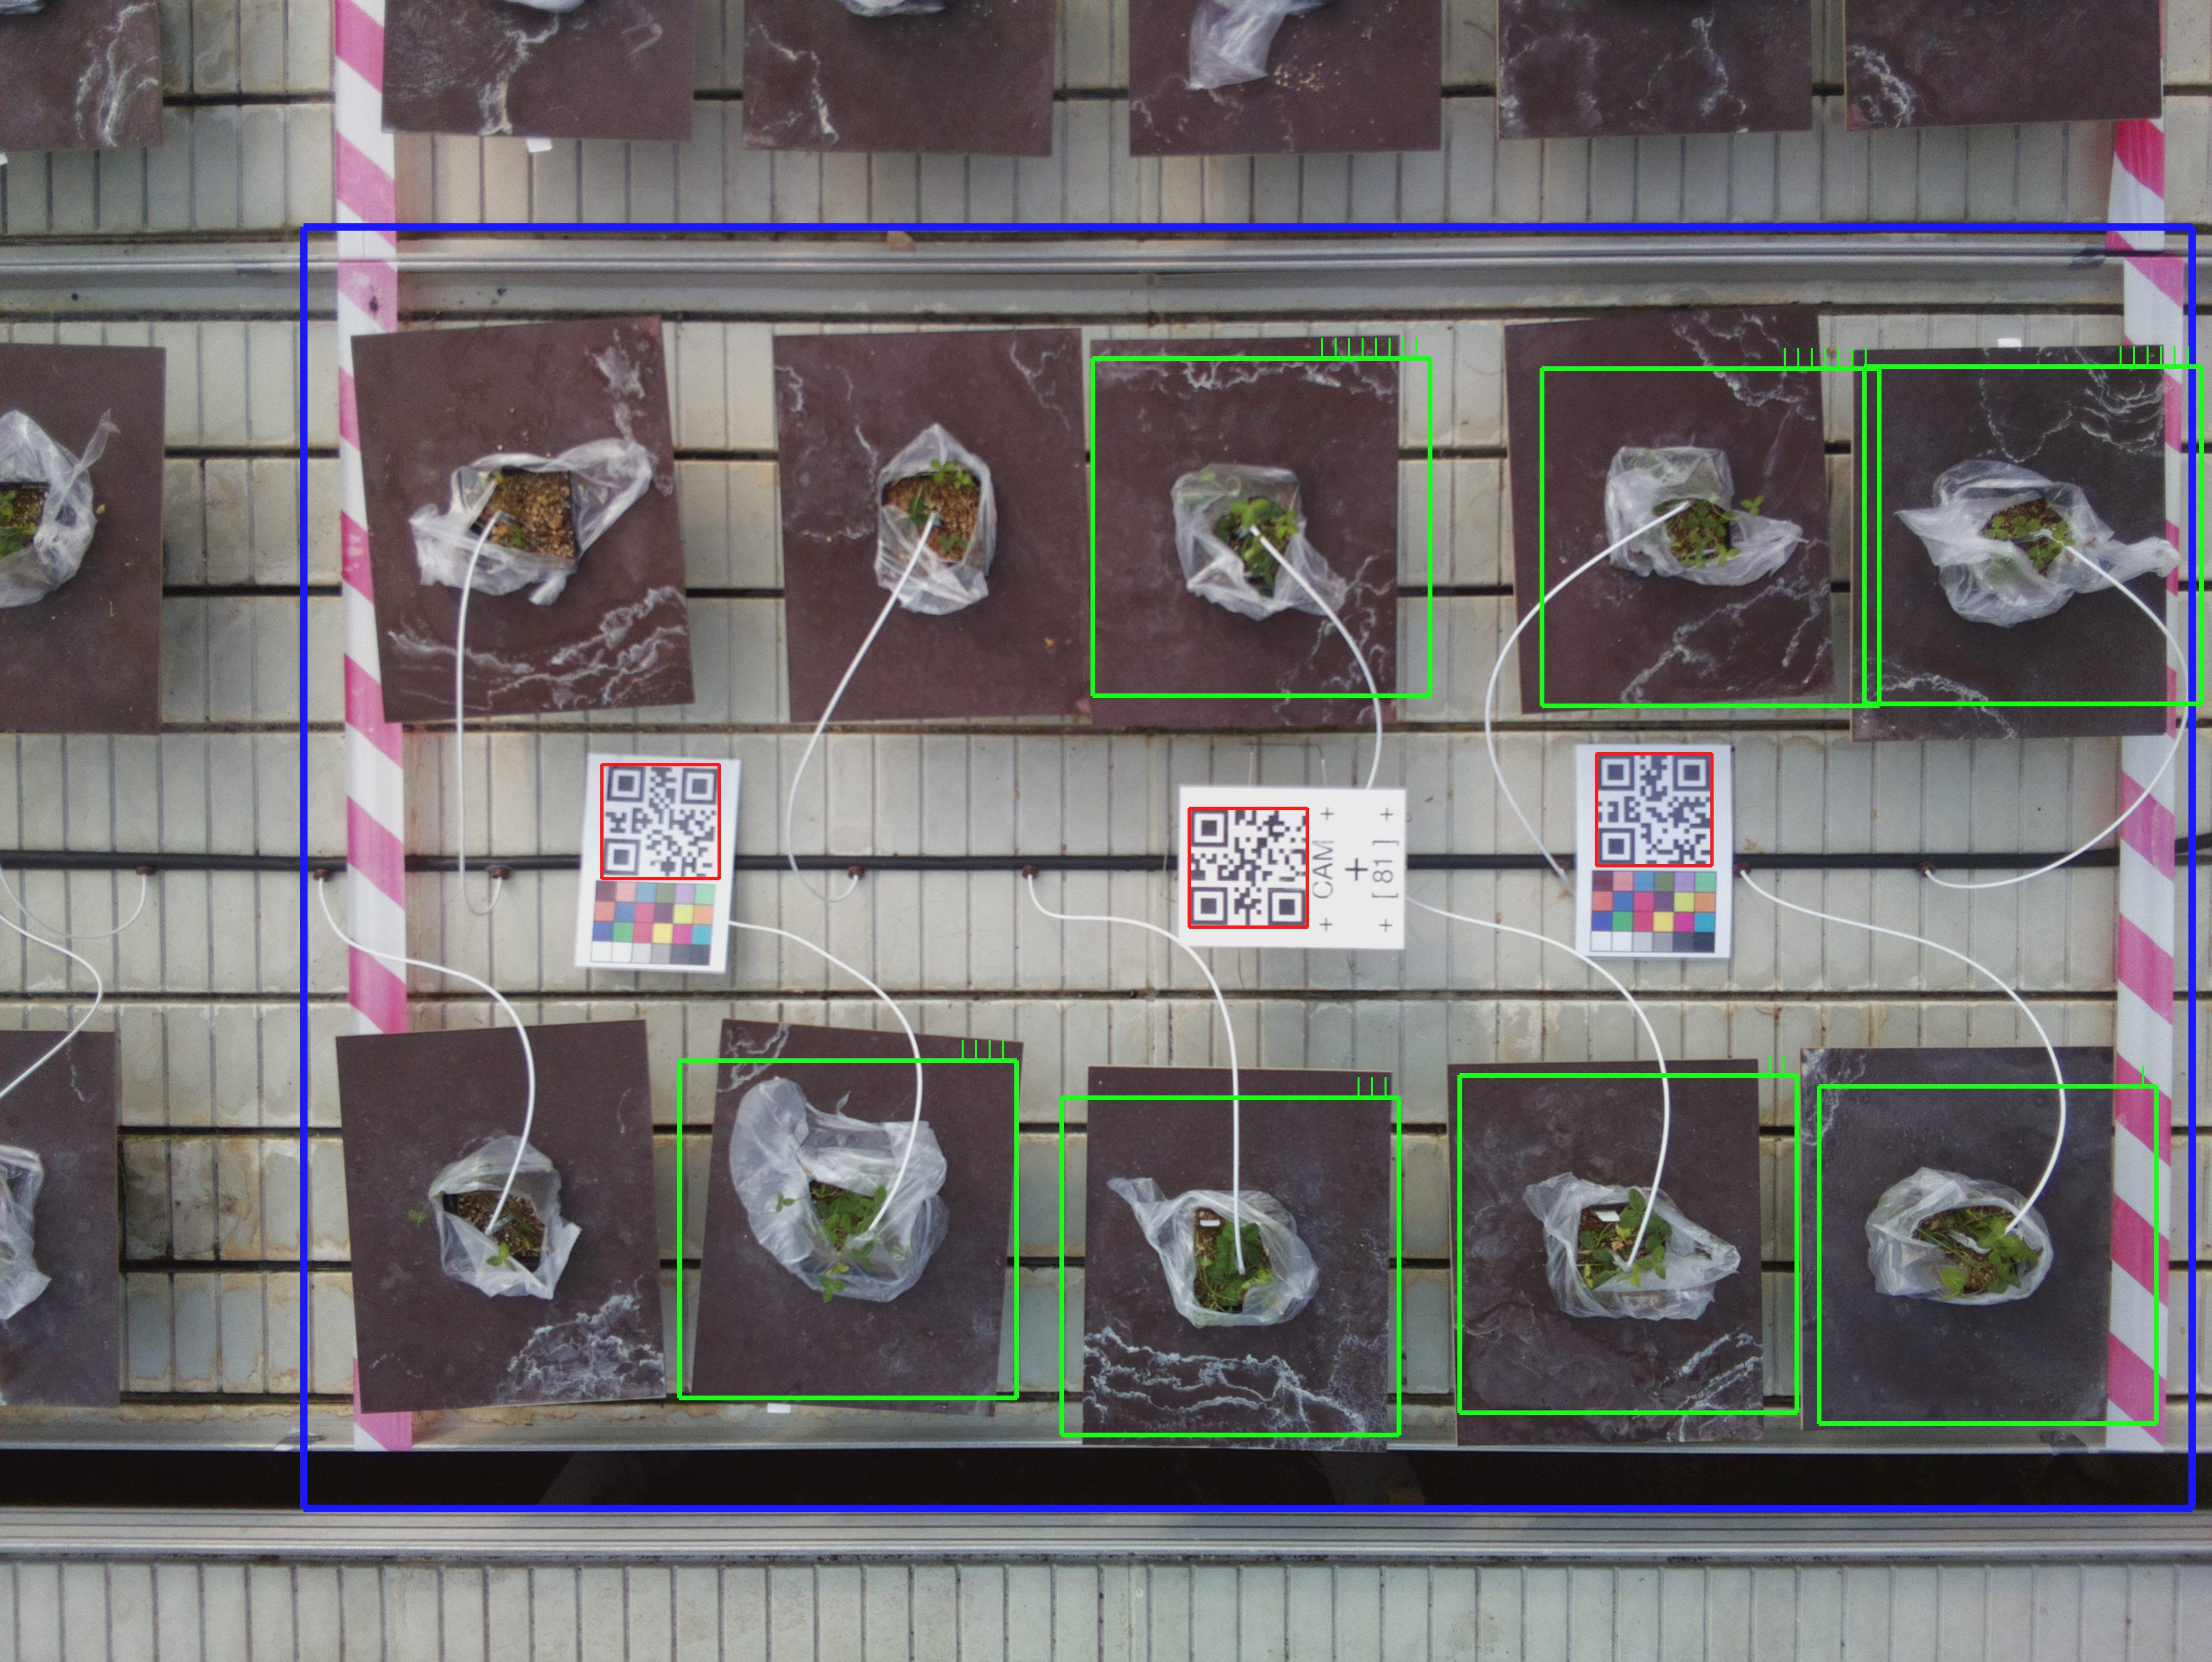 + CAM +
+
+ [ 81 ] +